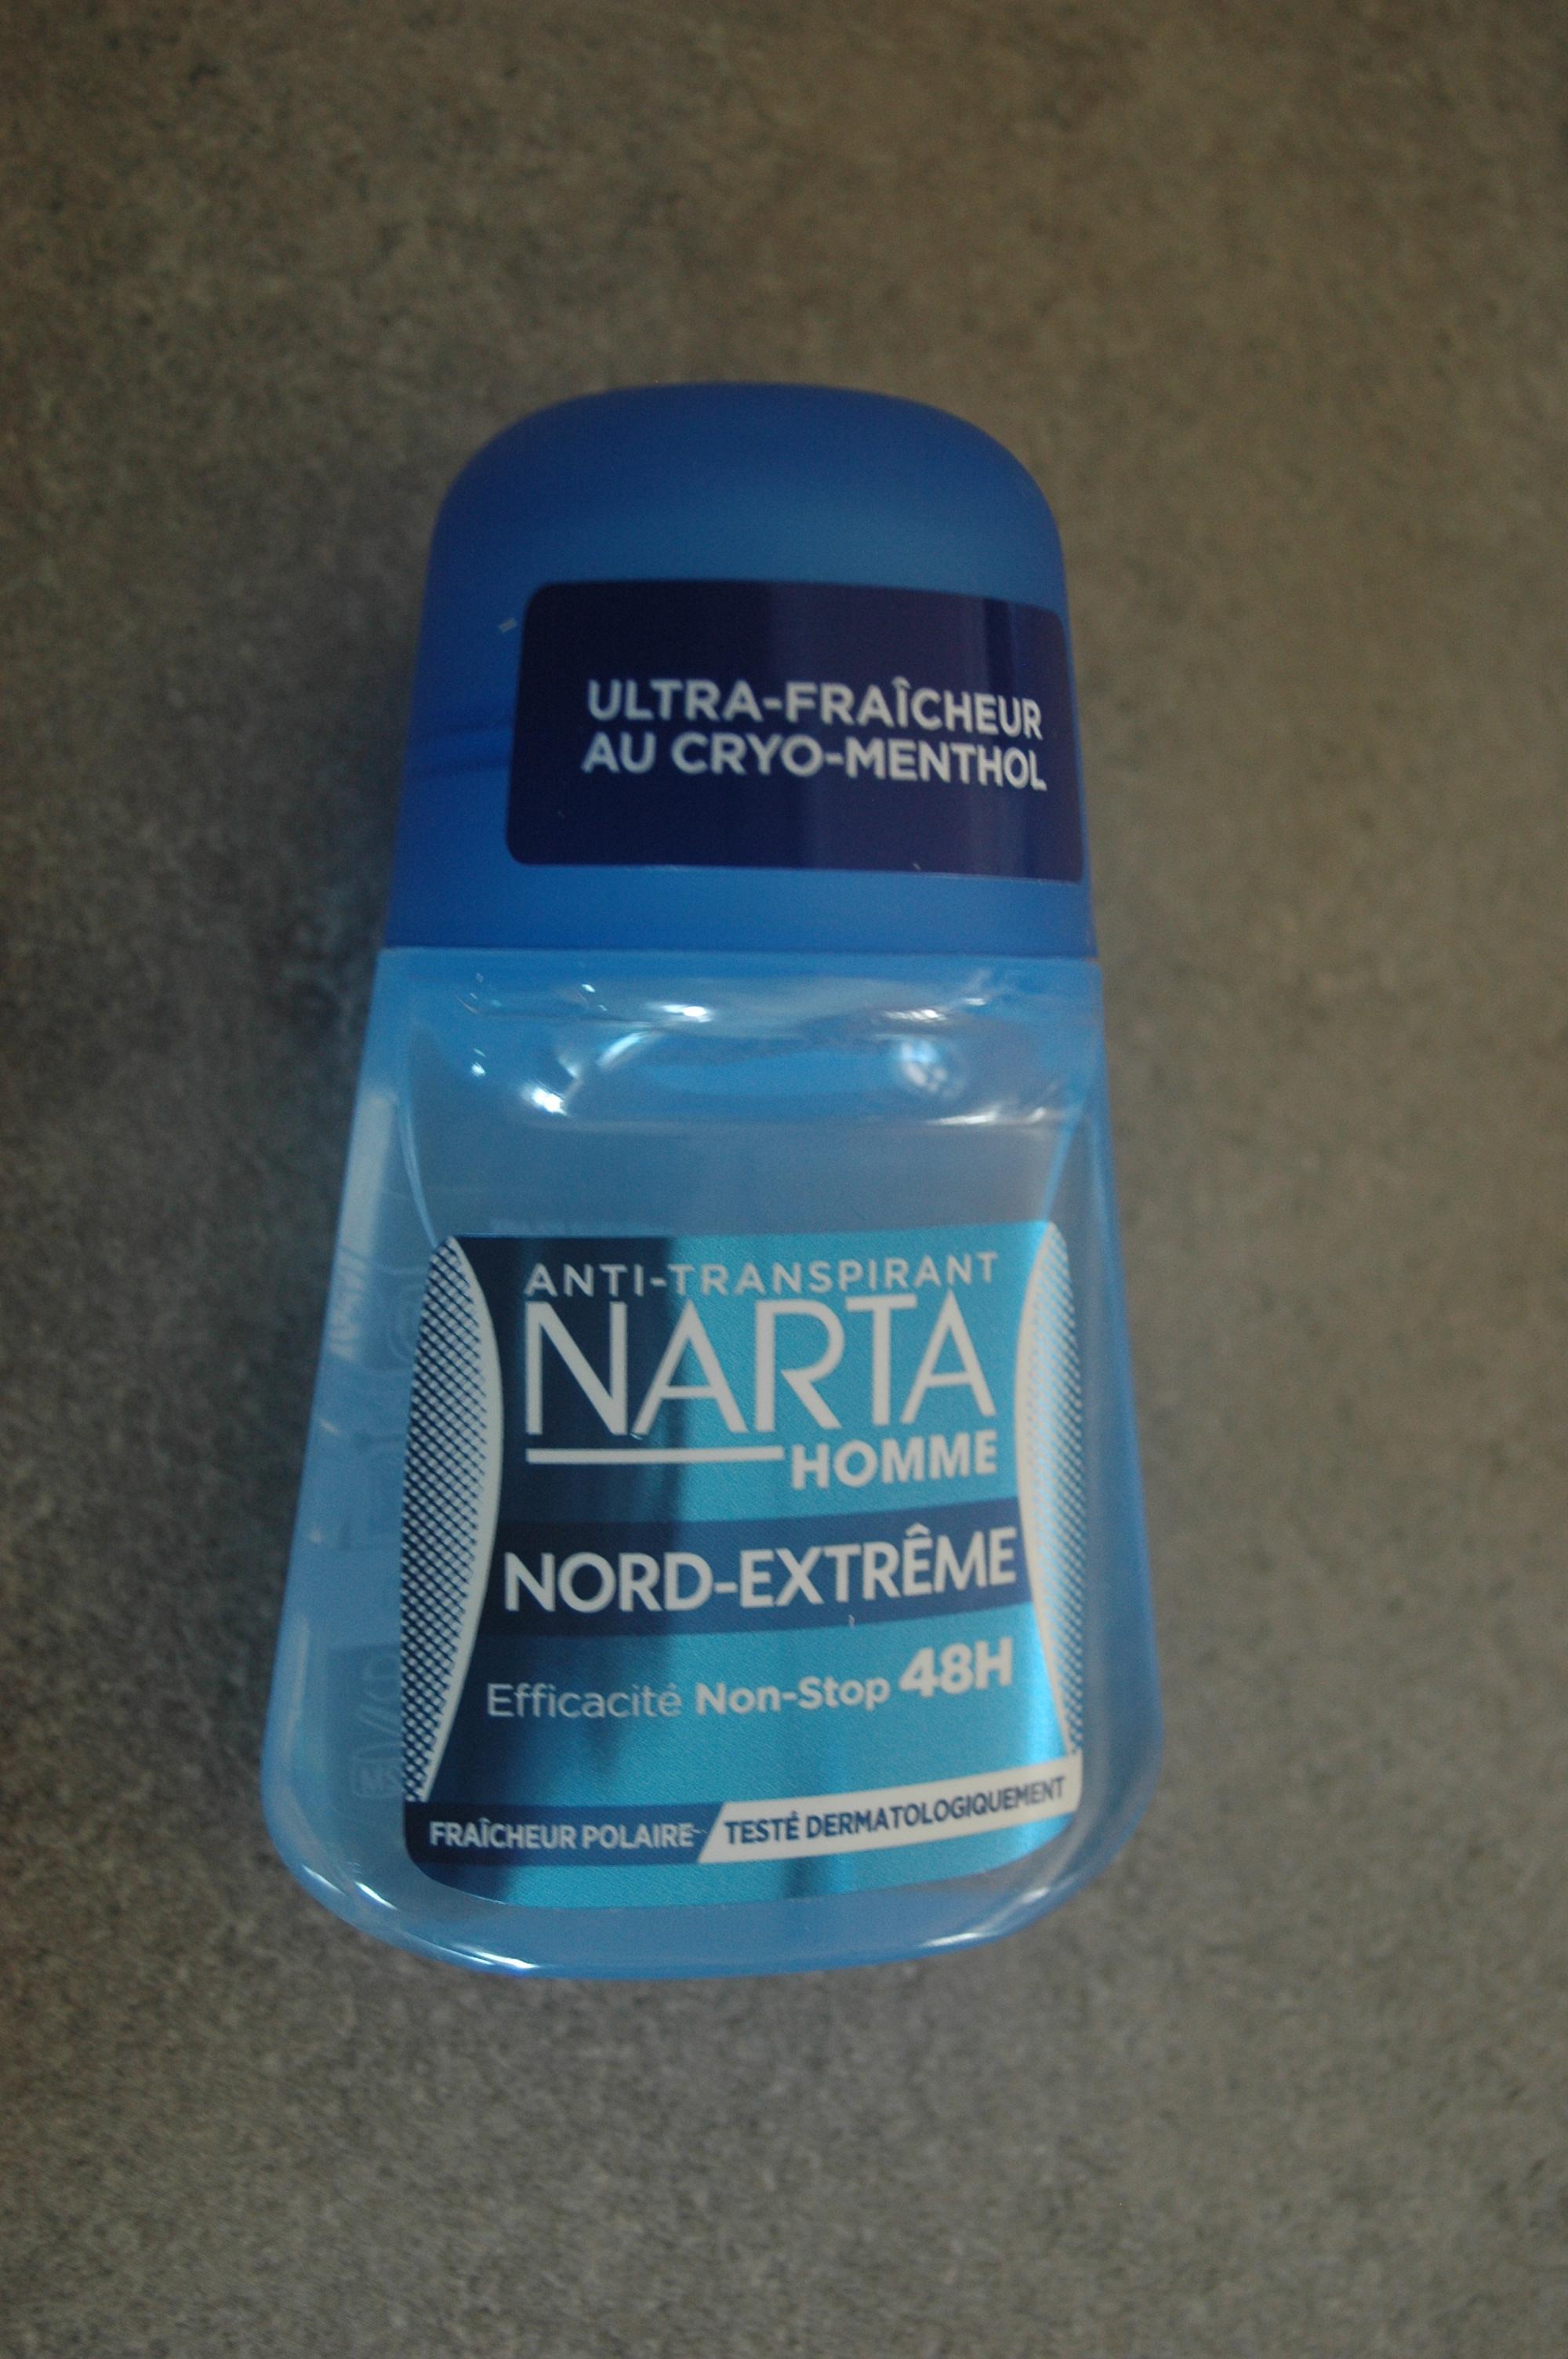 ULTRA-FRAÎCHEUR
AU CRYO-MENTHOL
ANTI-TRANSPIRANT
NARTA
HOMME
NORD-EXTRÊME
Efficacité Non-Stop 48H
FRAÎCHEUR POLAIRE TESTÉ DERMATOLOGIQUEMENT